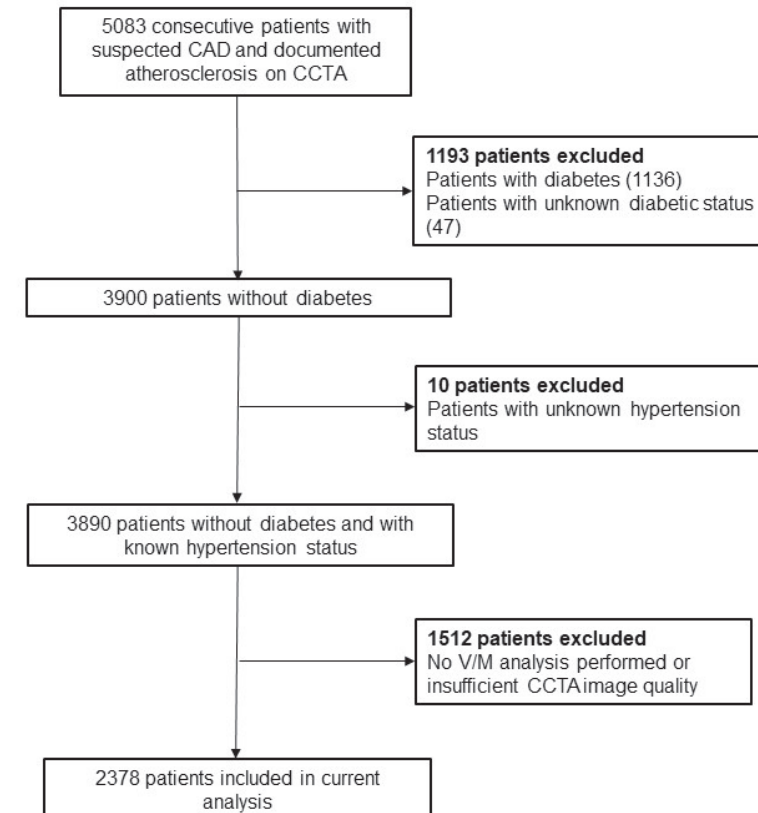 5083 consecutive patients with
suspected CAD and documented
atherosclerosis on CCTA
1193 patients excluded
Patients with diabetes (1136)
Patients with unknown diabetic status
(47)
3900 patients without diabetes
10 patients excluded
Patients with unknown hypertension
status
3890 patients without diabetes and with
known hypertension status
1512 patients excluded
No V/M analysis performed or
insufficient CCTA image quality
2378 patients included in current
analysis